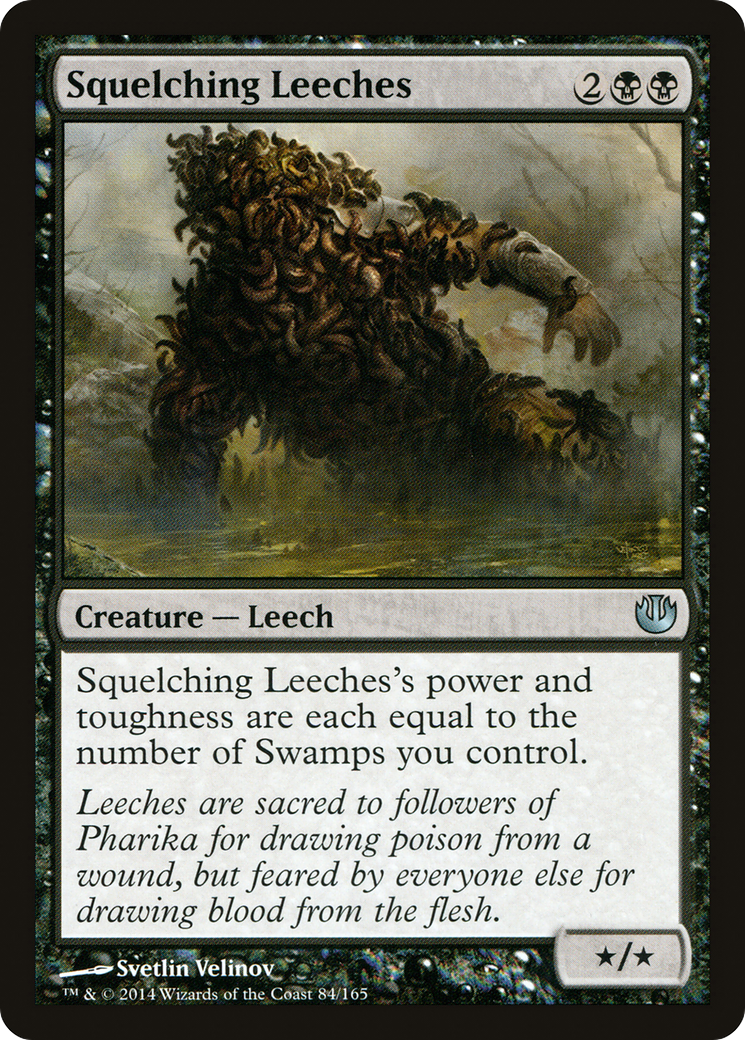 Squelching Leeches 2
Creature — Leech
Squelching Leeches's power and
toughness are each equal to the
number of Swamps you control.
Leeches are sacred to followers of
Pharika for drawing poison from a
wound, but feared by everyone else for
drawing blood from the flesh.
★/★
Svetlin Velinov
™ & © 2014 Wizards of the Coast 84/165